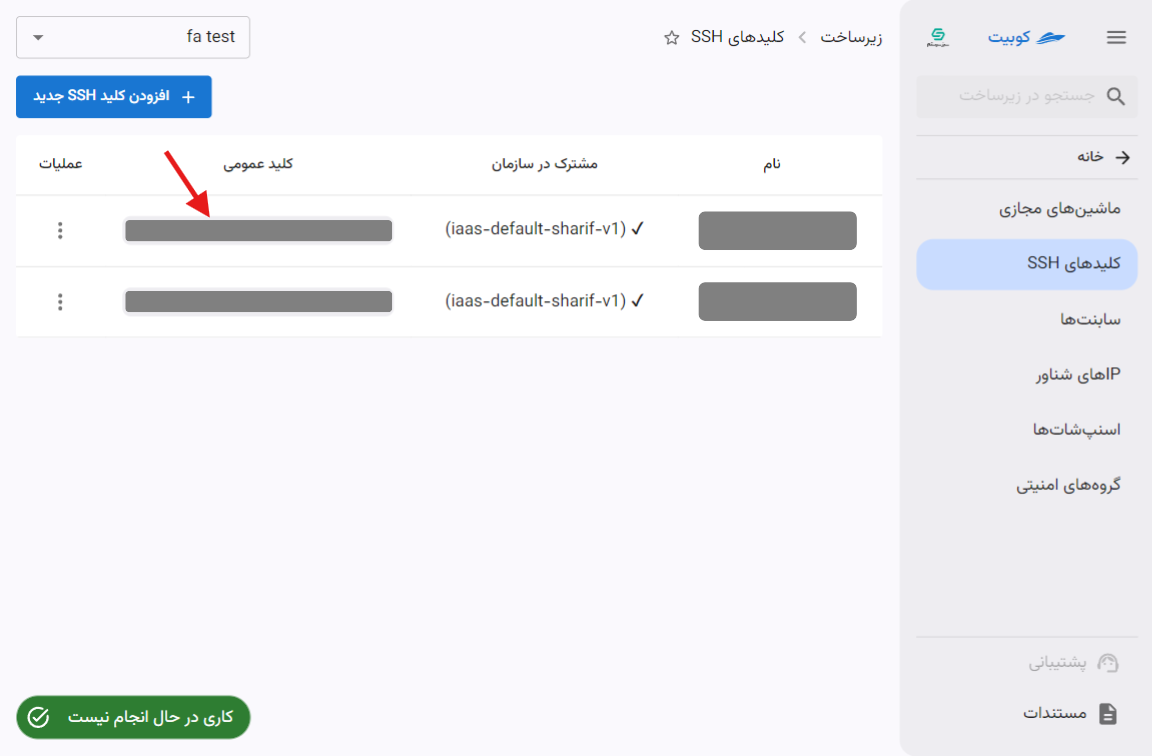 کوبیت
جستجو در زیرساخت
خانه
ماشین‌های مجازی
کلیدهای SSH
سابنت‌ها
IPهای شناور
اسنپ‌شات‌ها
گروه‌های امنیتی
پشتیبانی
مستندات
زیرساخت > کلیدهای SSH
fa test
+ افزودن کلید SSH جدید
نام مشترک در سازمان کلید عمومی عملیات
✓ (iaas-default-sharif-v1)
✓ (iaas-default-sharif-v1)
کاری در حال انجام نیست